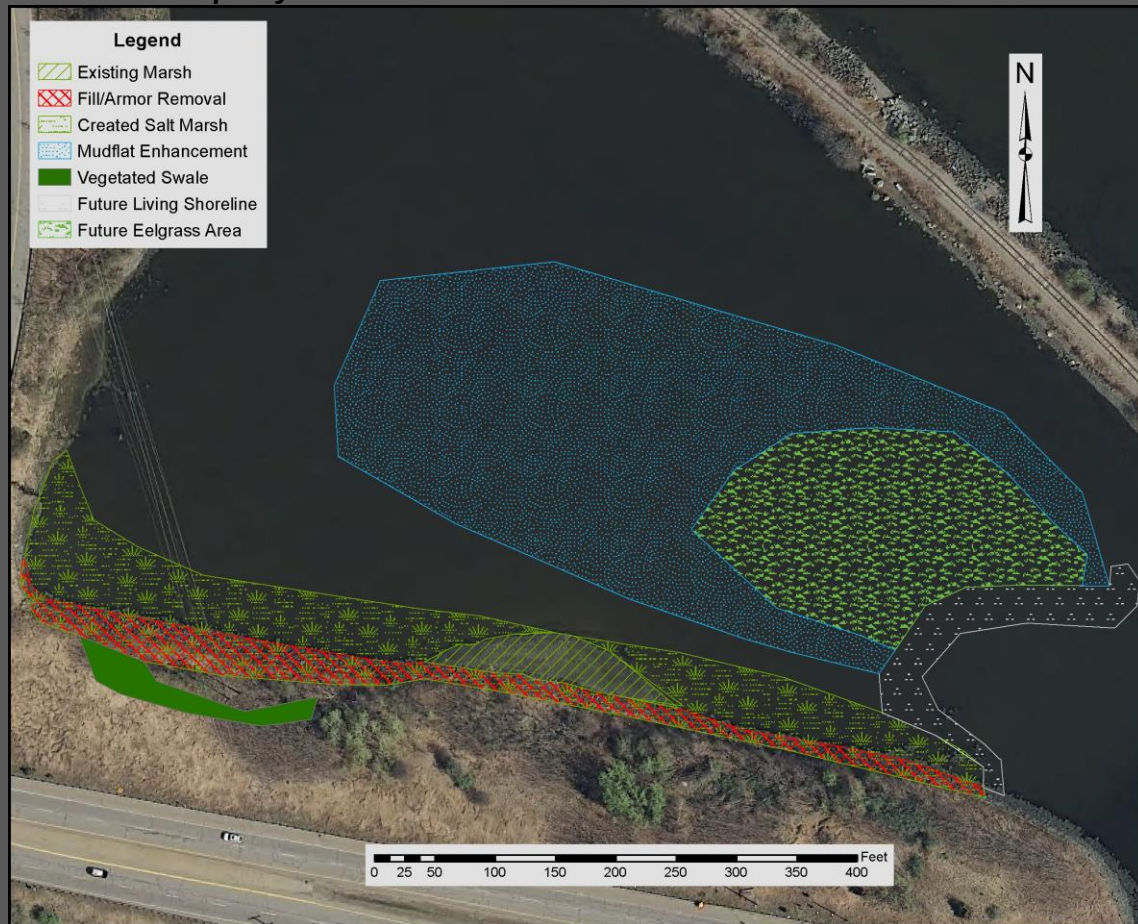 Legend
Existing Marsh
Fill/Armor Removal
Created Salt Marsh
Mudflat Enhancement
Vegetated Swale
Future Living Shoreline
Future Eelgrass Area
N
Feet
0 25 50 100 150 200 250 300 350 400